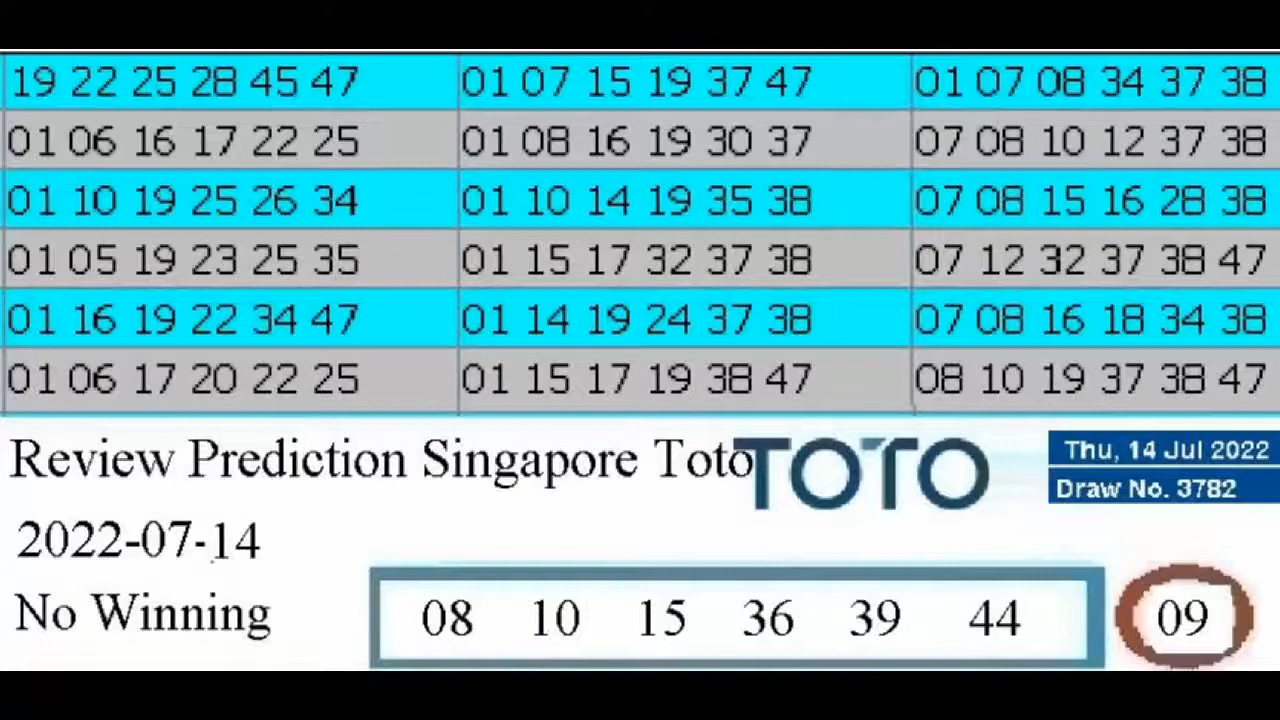 19 22 25 28 45 47 01 07 15 19 37 47 01 07 08 34 37 38
01 06 16 17 22 25 01 08 16 19 30 37 07 08 10 12 37 38
01 10 19 25 26 34 01 10 14 19 35 38 07 08 15 16 28 38
01 05 19 23 25 35 01 15 17 32 37 38 07 12 32 37 38 47
01 16 19 22 34 47 01 14 19 24 37 38 07 08 16 18 34 38
01 06 17 20 22 25 01 15 17 19 38 47 08 10 19 37 38 47
Review Prediction Singapore Toto TOTO Thu, 14 Jul 2022
Draw No. 3782
2022-07-14
No Winning 08 10 15 36 39 44 09